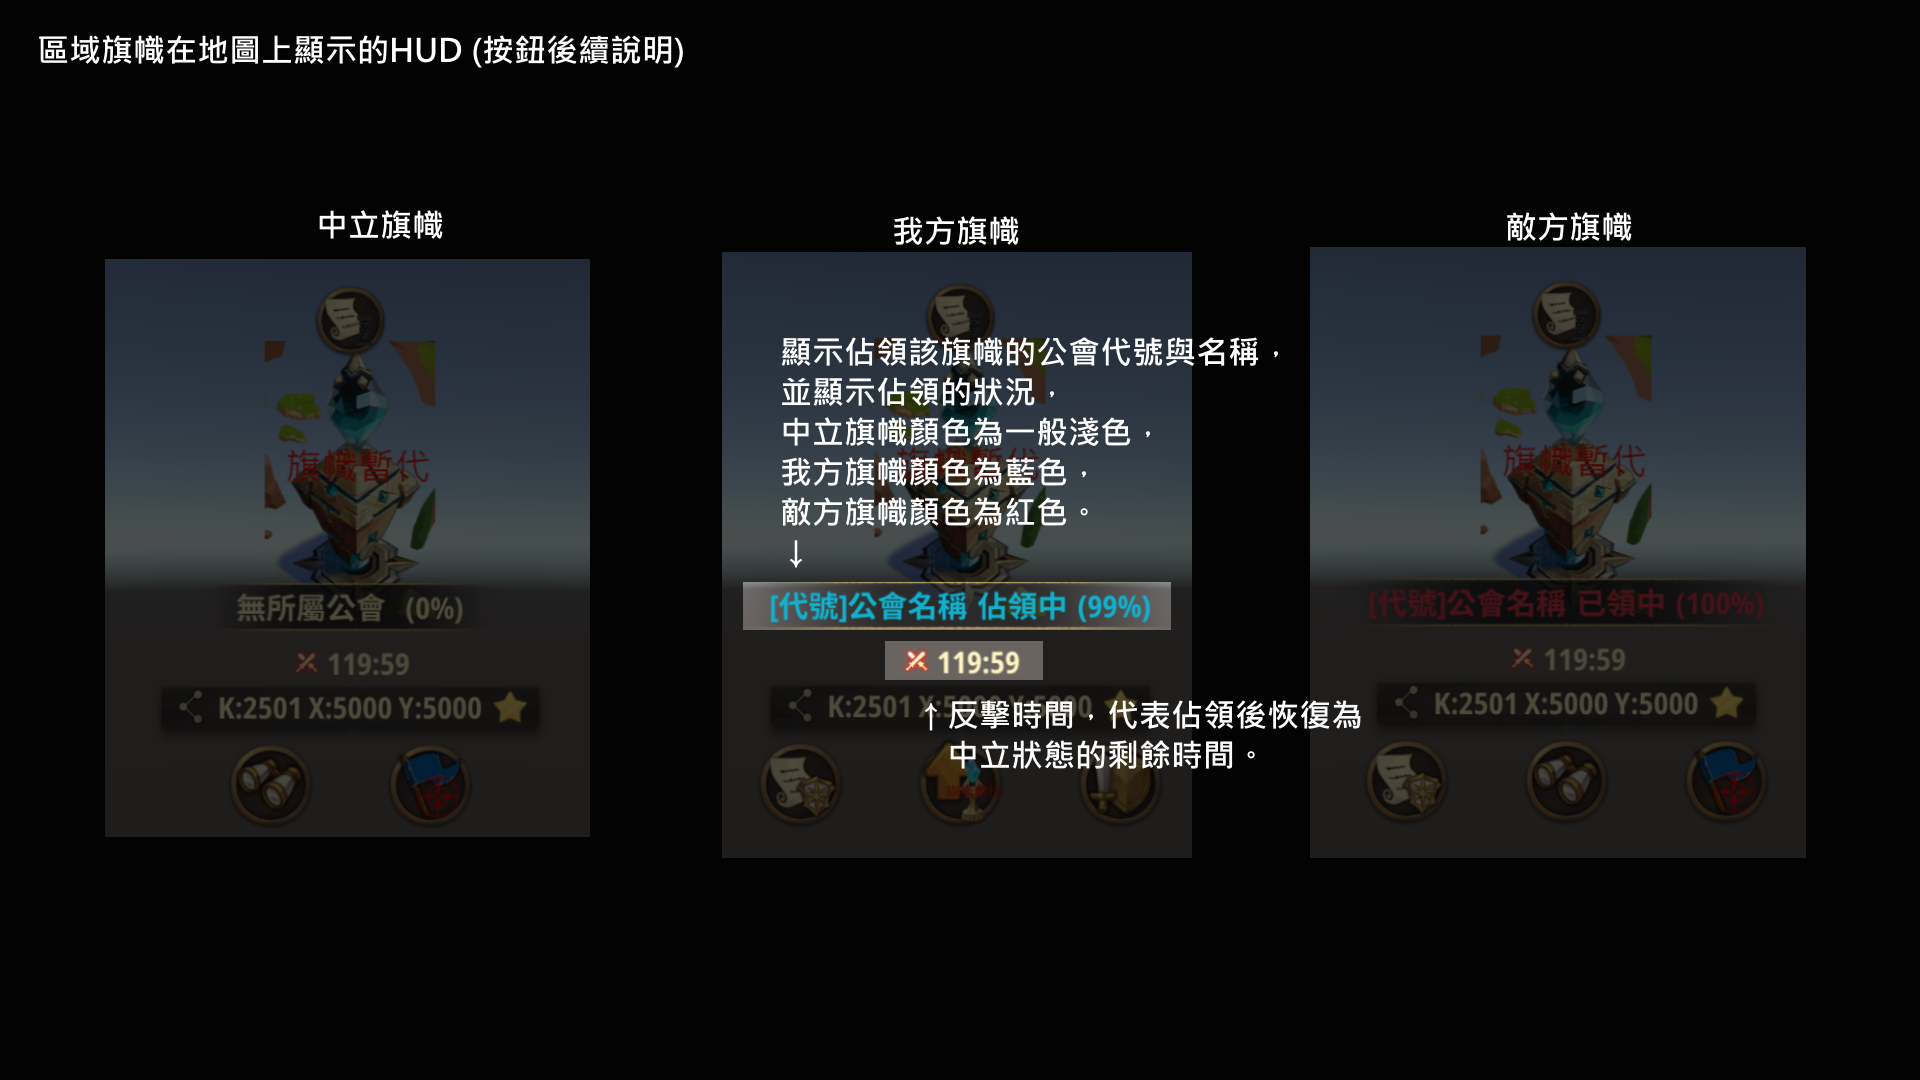 區域旗幟在地圖上顯示的HUD (按鈕後續說明)
中立旗幟
我方旗幟
敵方旗幟
顯示佔領該旗幟的公會代號與名稱，
並顯示佔領的狀況，
中立旗幟顏色為一般淺色，
我方旗幟顏色為藍色，
敵方旗幟顏色為紅色。
↓
旗幟暫代
旗幟暫代
旗幟暫代
無所屬公會 (0%)
[代號]公會名稱 佔領中 (99%)
[代號]公會名稱 已領中 (100%)
119:59
119:59
119:59
K:2501 X:5000 Y:5000
K:2501 X:5000 Y:5000
K:2501 X:5000 Y:5000
↑反擊時間，代表佔領後恢復為
中立狀態的剩餘時間。